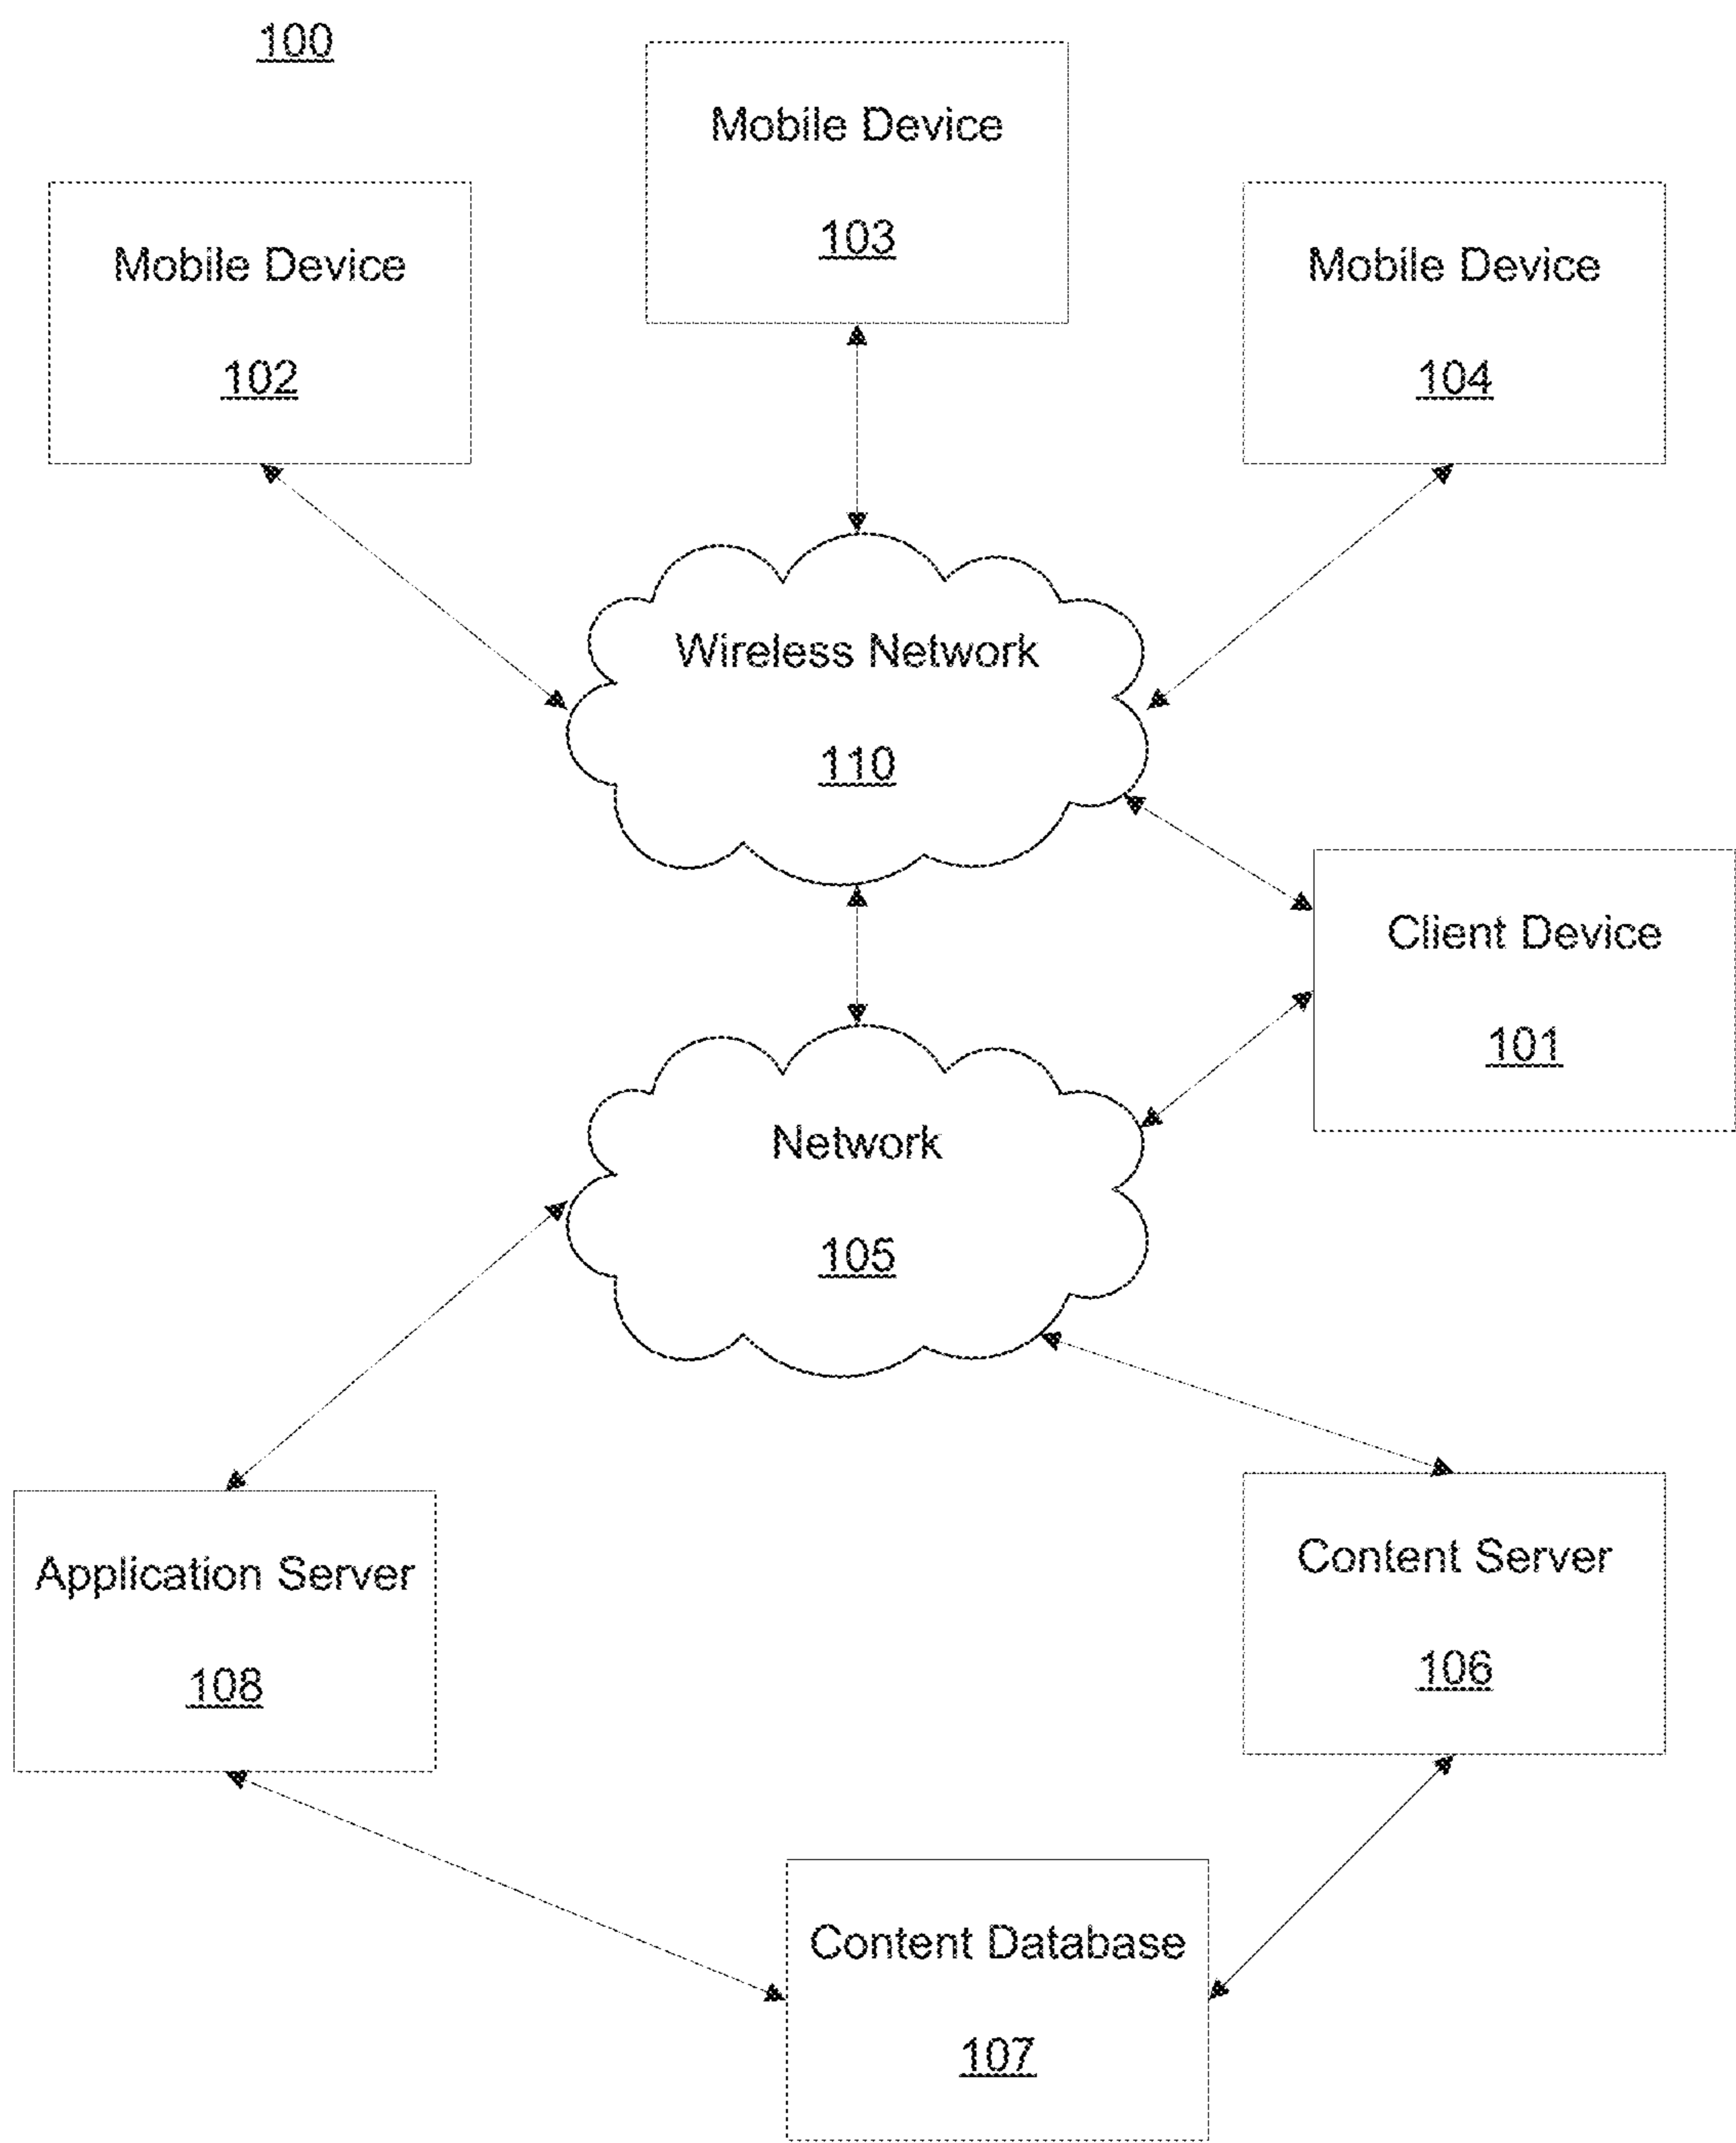 100
Mobile Device
103
Mobile Device
102
Mobile Device
104
Wireless Network
110
Client Device
101
Network
105
Application Server
108
Content Server
106
Content Database
107